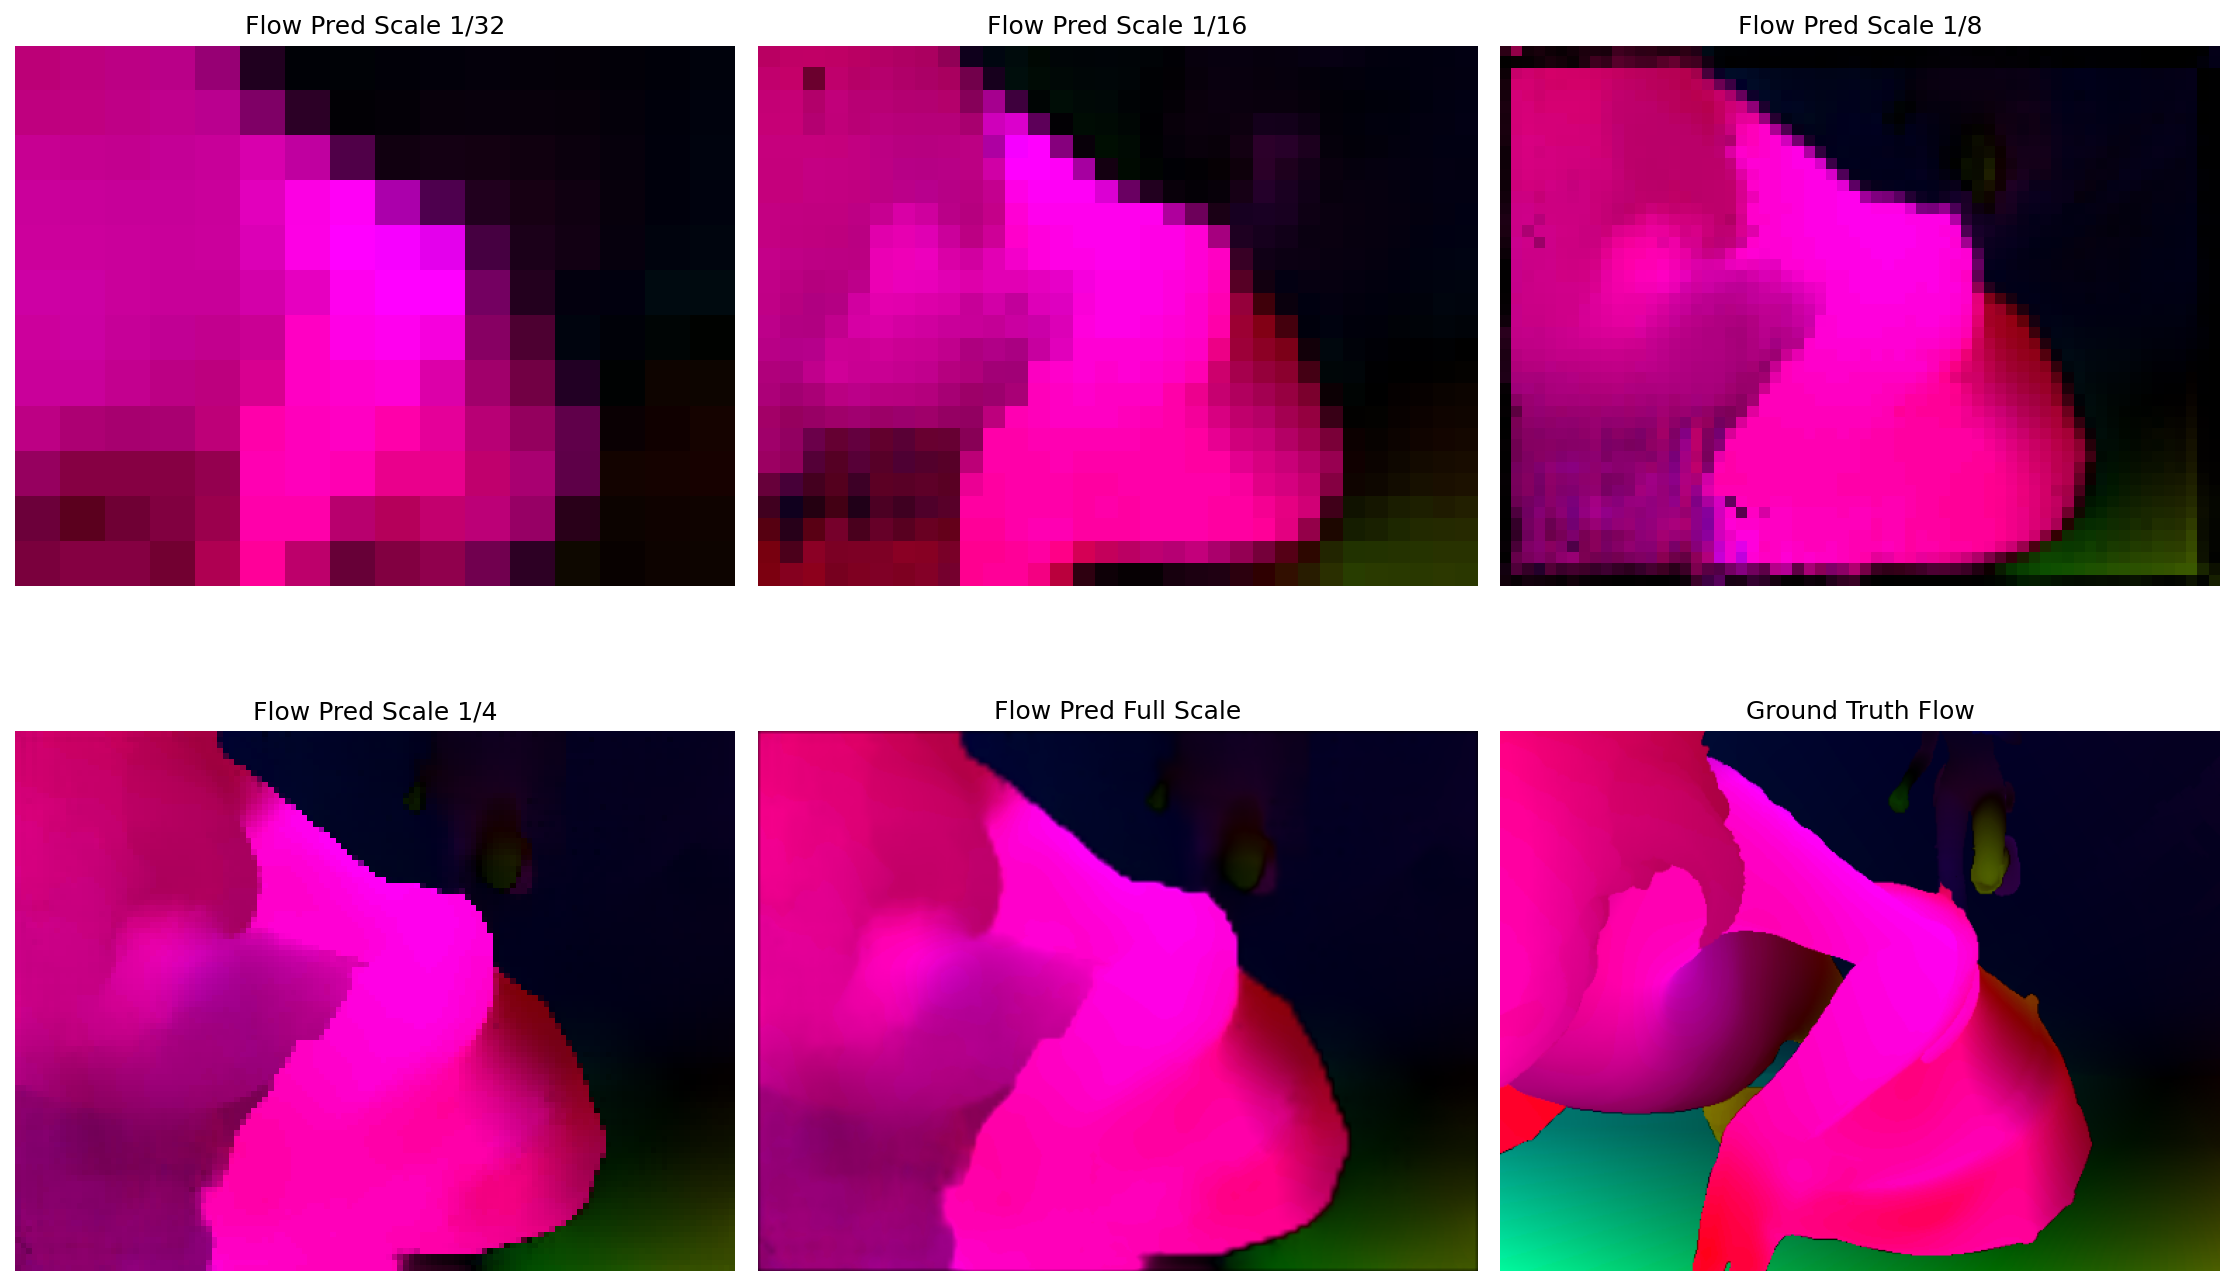 Flow Pred Scale 1/32
Flow Pred Scale 1/16
Flow Pred Scale 1/8
Flow Pred Scale 1/4
Flow Pred Full Scale
Ground Truth Flow